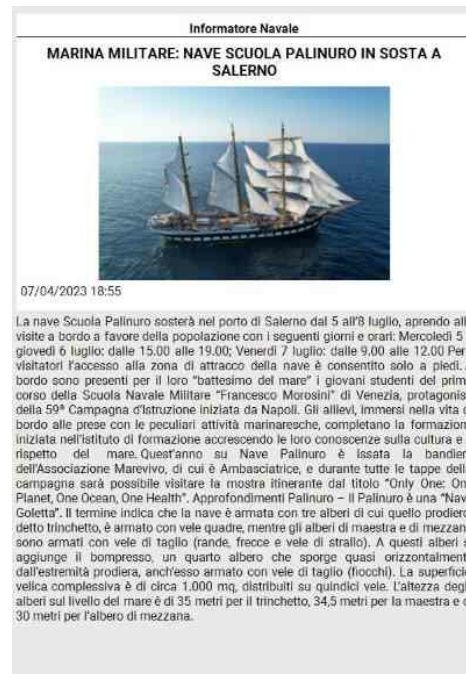 Informatore Navale
MARINA MILITARE: NAVE SCUOLA PALINURO IN SOSTA A
SALERNO
07/04/2023 18:55
La nave Scuola Palinuro sosterà nel porto di Salerno dal 5 all'8 luglio, aprendo all
visite a bordo a favore della popolazione con i seguenti giorni e orari: Mercoledì 5
giovedì 6 luglio: dalle 15.00 alle 19.00; Venerdì 7 luglio: dalle 9.00 alle 12.00 Per
visitatori l'accesso alla zona di attracco della nave è consentito solo a piedi.
bordo sono presenti per il loro "battesimo del mare" i giovani studenti del prim
corso della Scuola Navale Militare "Francesco Morosini" di Venezia, protagonis
della 59ª Campagna d'Istruzione iniziata da Napoli. Gli allievi, immersi nella vita
bordo alle prese con le peculiari attività marinaresche, completano la formazion
iniziata nell'istituto di formazione accrescendo le loro conoscenze sulla cultura e
rispetto del mare. Quest'anno su Nave Palinuro è issata la bandier
dell'Associazione Marevivo, di cui è Ambasciatrice, e durante tutte le tappe dell
campagna sarà possibile visitare la mostra itinerante dal titolo "Only One: On
Planet, One Ocean, One Health". Approfondimenti Palinuro – Il Palinuro è una "Nav
Goletta". Il termine indica che la nave è armata con tre alberi di cui quello prodiero
detto trinchetto, è armato con vele quadre, mentre gli alberi di maestra e di mezzan
sono armati con vele di taglio (rande, frecce e vele di strallo). A questi alberi s
aggiunge il bompresso, un quarto albero che sporge quasi orizzontalment
dall'estremità prodiera, anch'esso armato con vele di taglio (fiocchi). La superfici
velica complessiva è di circa 1.000 mq, distribuiti su quindici vele. L'altezza degl
alberi sul livello del mare è di 35 metri per il trinchetto, 34,5 metri per la maestra e
30 metri per l'albero di mezzana.